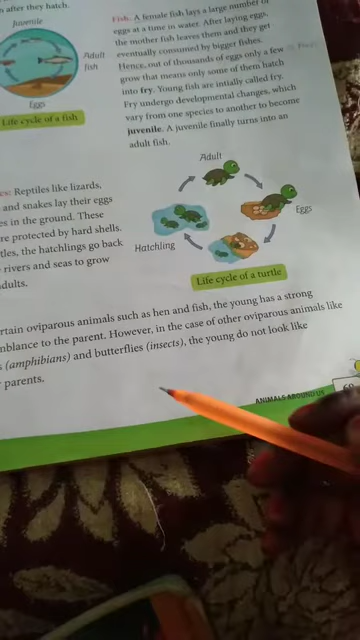 after they hatch.
Juvenile
Adult
fish
Eggs
Life cycle of a fish
Fish. A female fish lays a large number of
eggs at a time in water. After laying eggs,
the mother fish leaves them and they get
eventually consumed by bigger fishes.
Hence, out of thousands of eggs only a few
grow that means only some of them hatch
into fry. Young fish are intially called fry.
Fry undergo developmental changes, which
vary from one species to another to become
juvenile. A juvenile finally turns into an
adult fish.
Reptiles like lizards,
and snakes lay their eggs
in the ground. These
protected by hard shells.
the hatchlings go back
rivers and seas to grow
Adult
Eggs
Hatchling
Life cycle of a turtle
oviparous animals such as hen and fish, the young has a strong
to the parent. However, in the case of other oviparous animals like
(amphibians) and butterflies (insects), the young do not look like
parents.
ANIMALS AROUND US